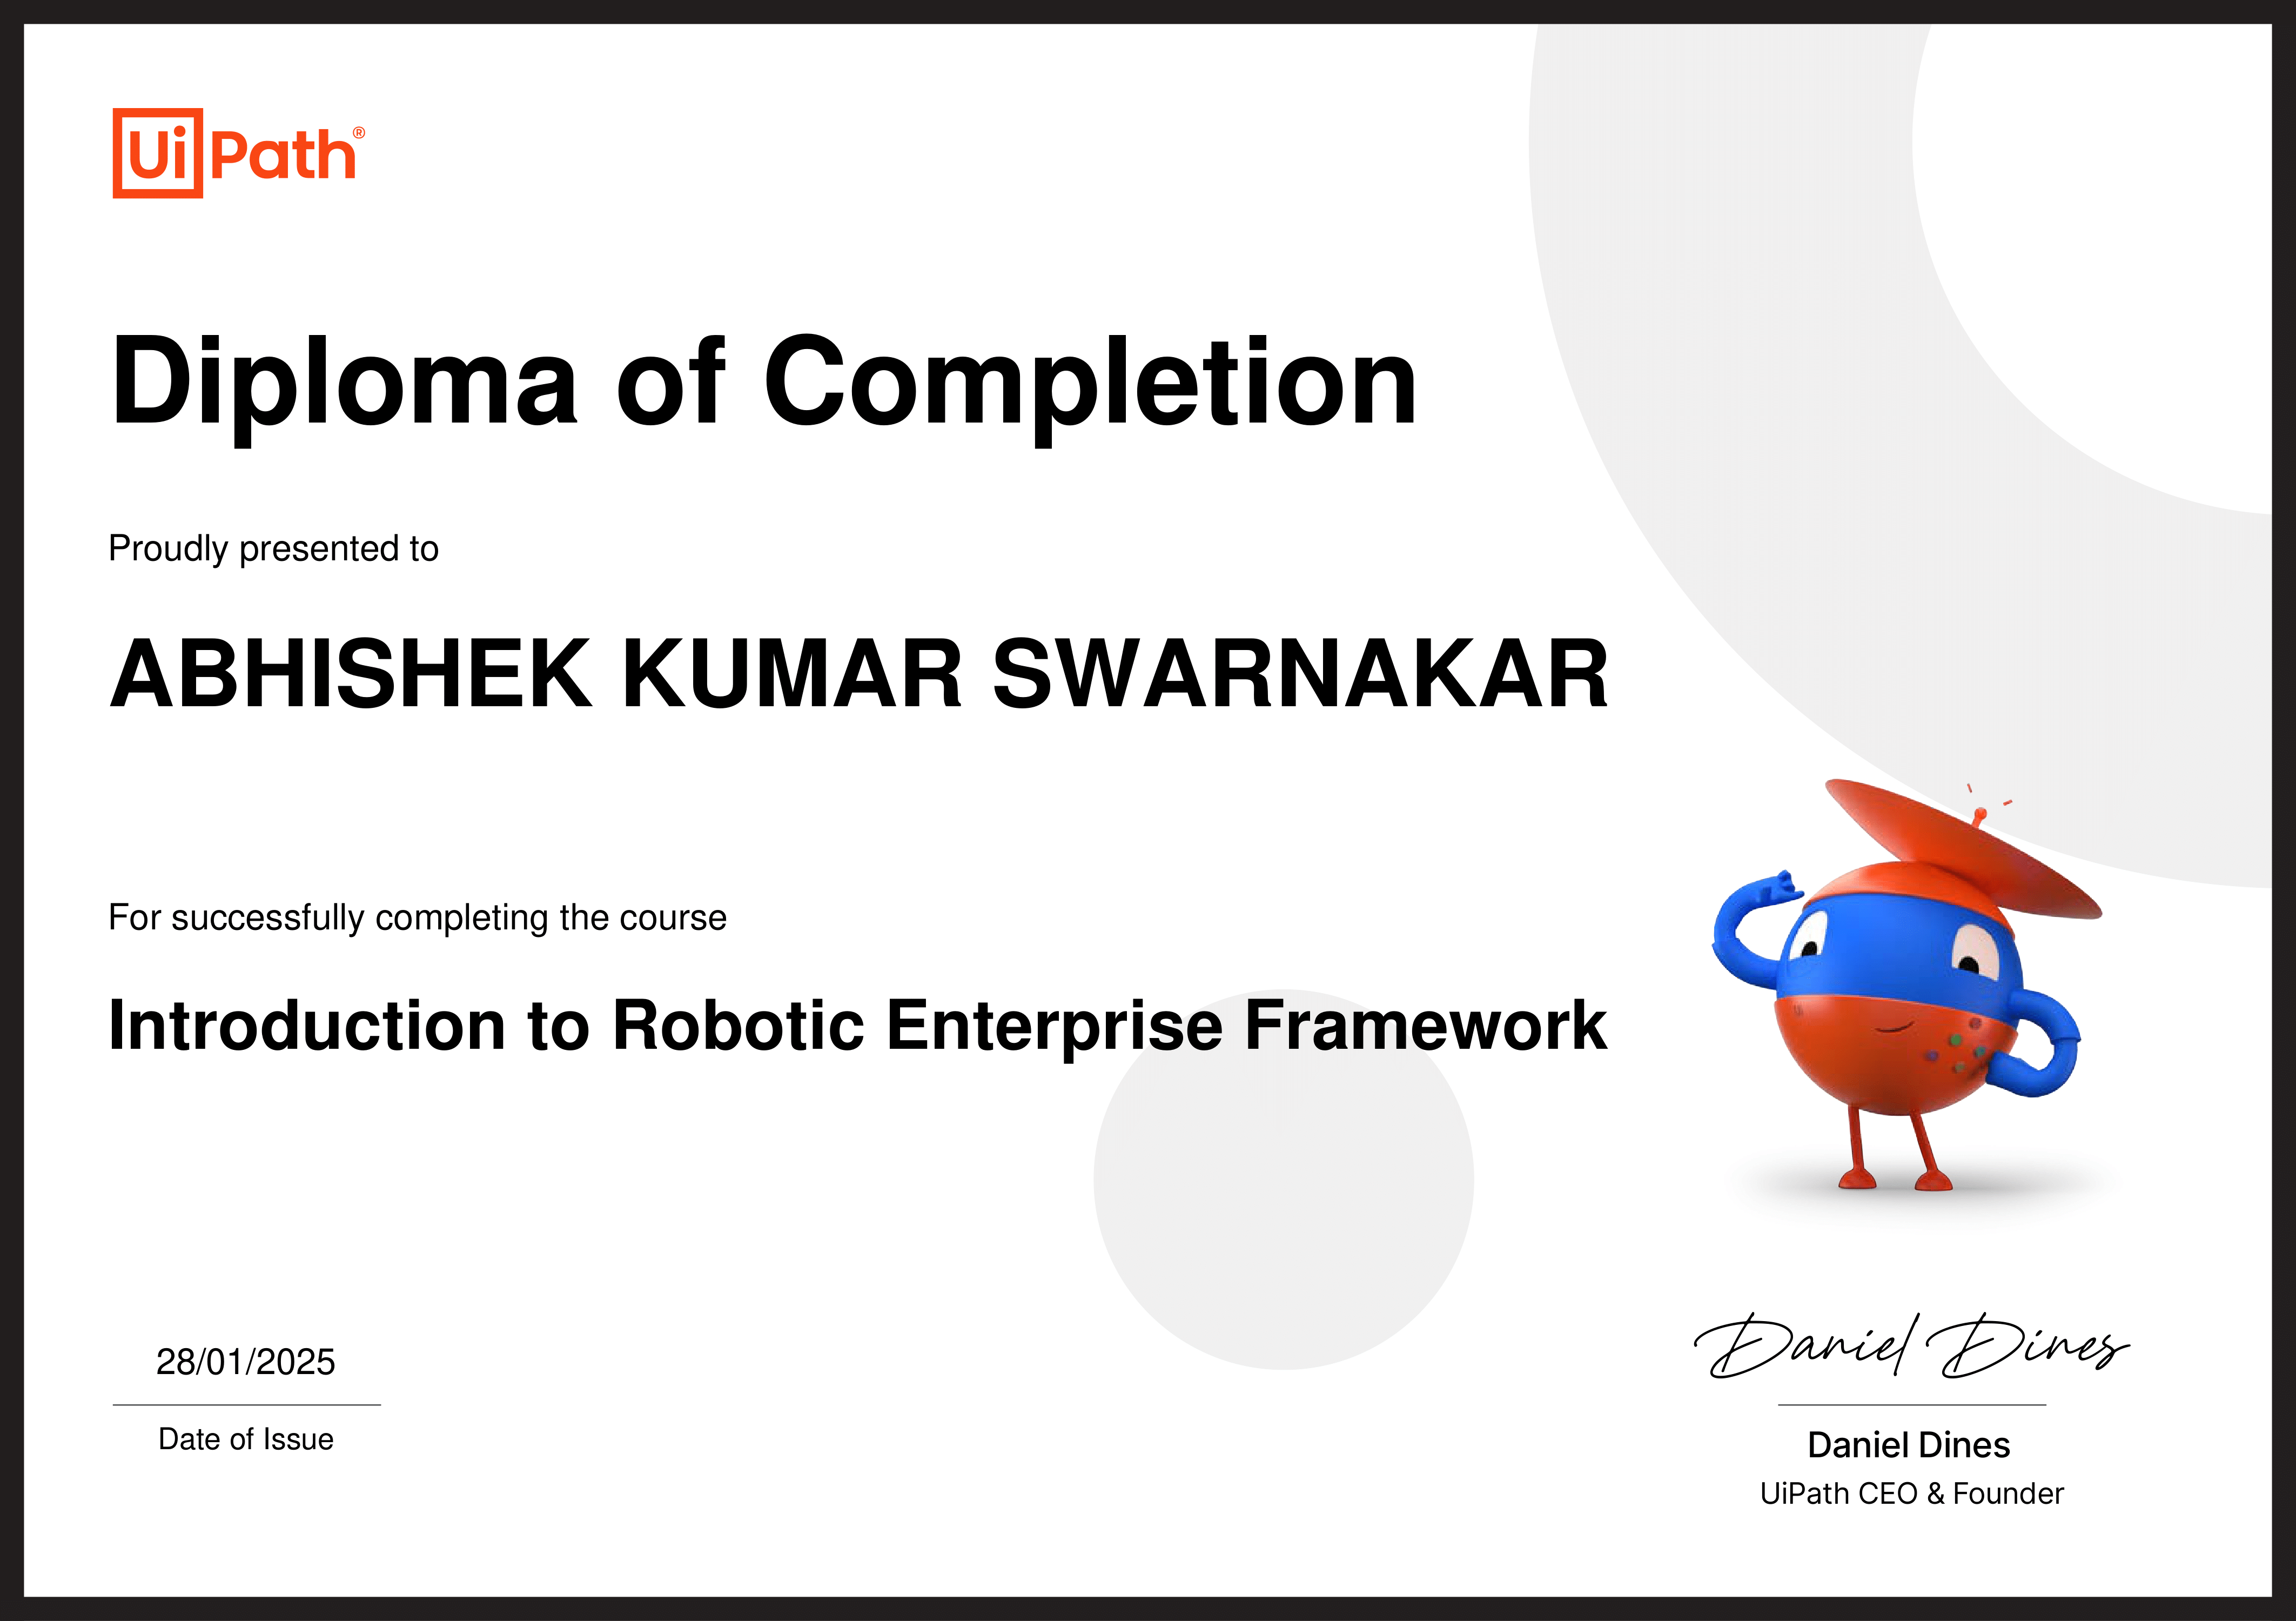 UiPath®
Diploma of Completion
Proudly presented to
ABHISHEK KUMAR SWARNAKAR
For successfully completing the course
Introduction to Robotic Enterprise Framework
28/01/2025
Date of Issue
Daniel Dines
Daniel Dines
UiPath CEO & Founder